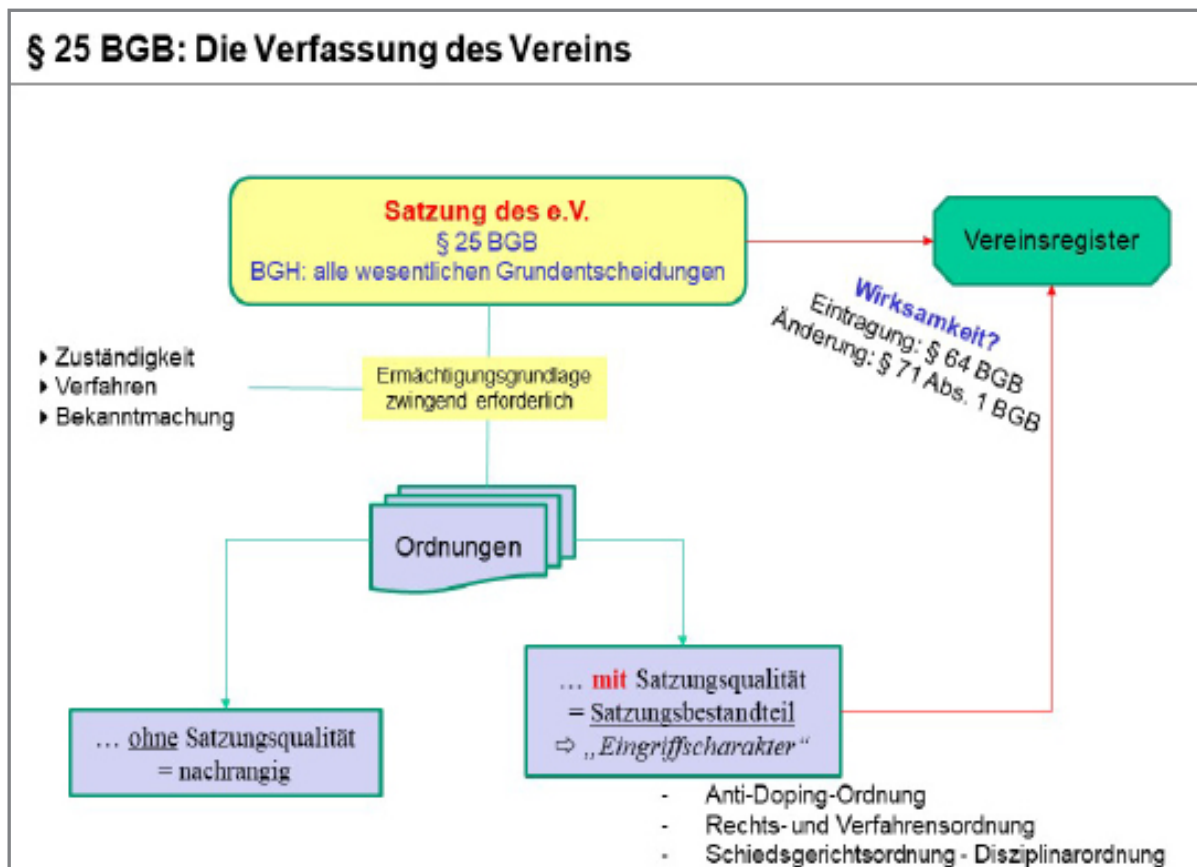 § 25 BGB: Die Verfassung des Vereins
Satzung des e.V.
§ 25 BGB
BGH: alle wesentlichen Grundentscheidungen
Vereinsregister
Wirksamkeit?
Eintragung: § 64 BGB
Änderung: § 71 Abs. 1 BGB
Zuständigkeit
Verfahren
Bekanntmachung
Ermächtigungsgrundlage
zwingend erforderlich
Ordnungen
... ohne Satzungsqualität
= nachrangig
... mit Satzungsqualität
= Satzungsbestandteil
⇨ „Eingriffscharakter“
- Anti-Doping-Ordnung
- Rechts- und Verfahrensordnung
- Schiedsgerichtsordnung - Disziplinarordnung